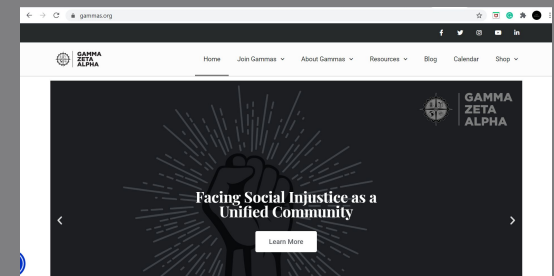 gammas.org
GAMMA
ZETA
ALPHA
Home Join Gammas About Gammas Resources Blog Calendar Shop
GAMMA
ZETA
ALPHA
Facing Social Injustice as a
Unified Community
Learn More